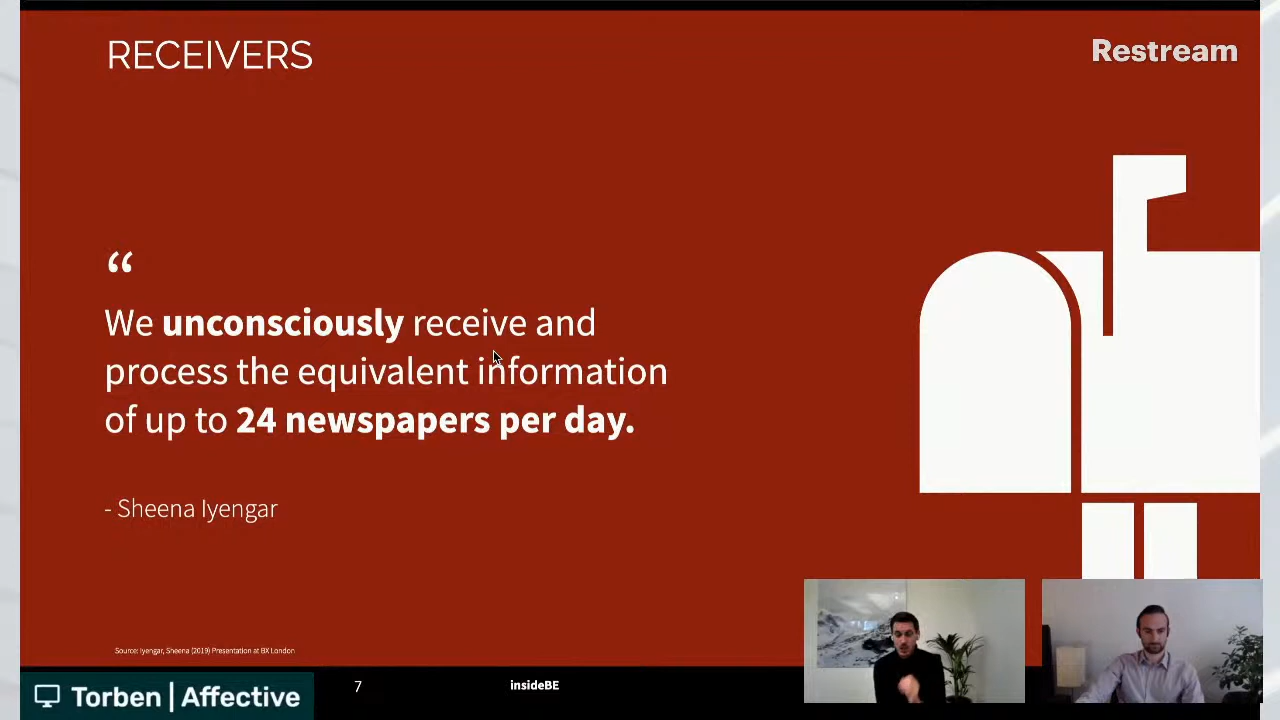 RECEIVERS
Restream
“
We unconsciously receive and
process the equivalent information
of up to 24 newspapers per day.
- Sheena Iyengar
Source: Iyengar, Sheena (2019) Presentation at BX London
Torben | Affective
7
insideBE